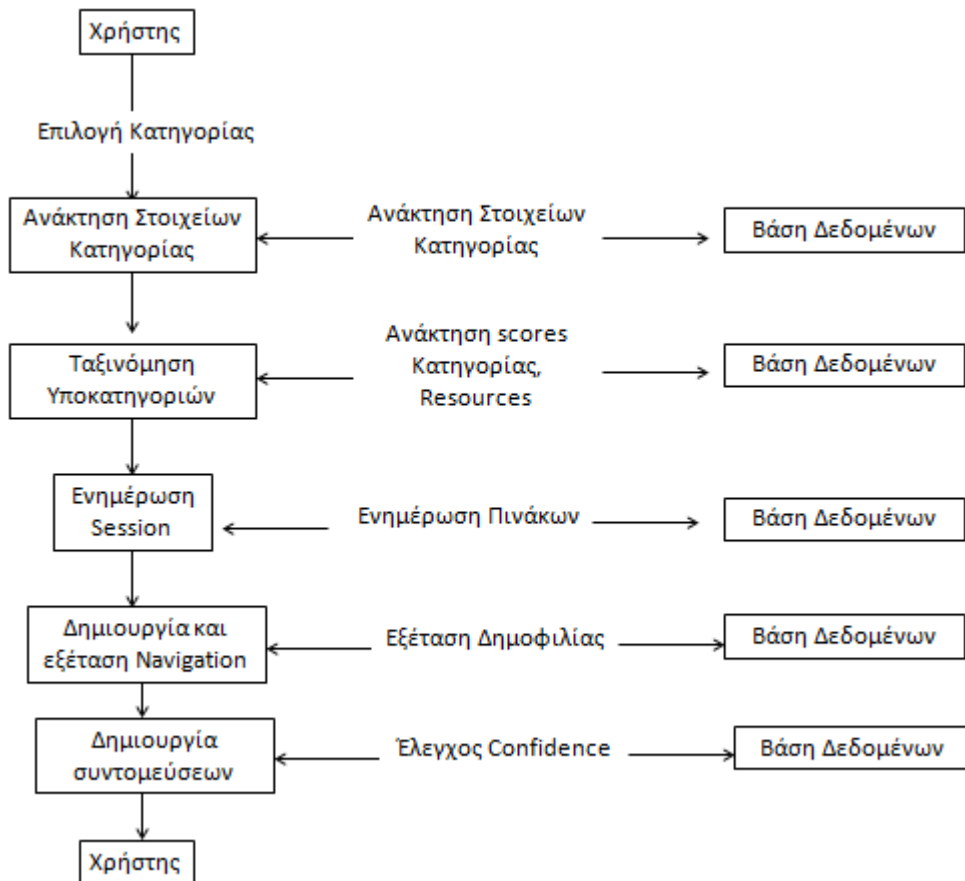 Χρήστης
Επιλογή Κατηγορίας
Ανάκτηση Στοιχείων
Κατηγορίας
Ανάκτηση Στοιχείων
Κατηγορίας
Βάση Δεδομένων
Ταξινόμηση
Υποκατηγοριών
Ανάκτηση scores
Κατηγορίας,
Resources
Βάση Δεδομένων
Ενημέρωση
Session
Ενημέρωση Πινάκων
Βάση Δεδομένων
Δημιουργία και
εξέταση Navigation
Εξέταση Δημοφιλίας
Βάση Δεδομένων
Δημιουργία
συντομεύσεων
Έλεγχος Confidence
Βάση Δεδομένων
Χρήστης